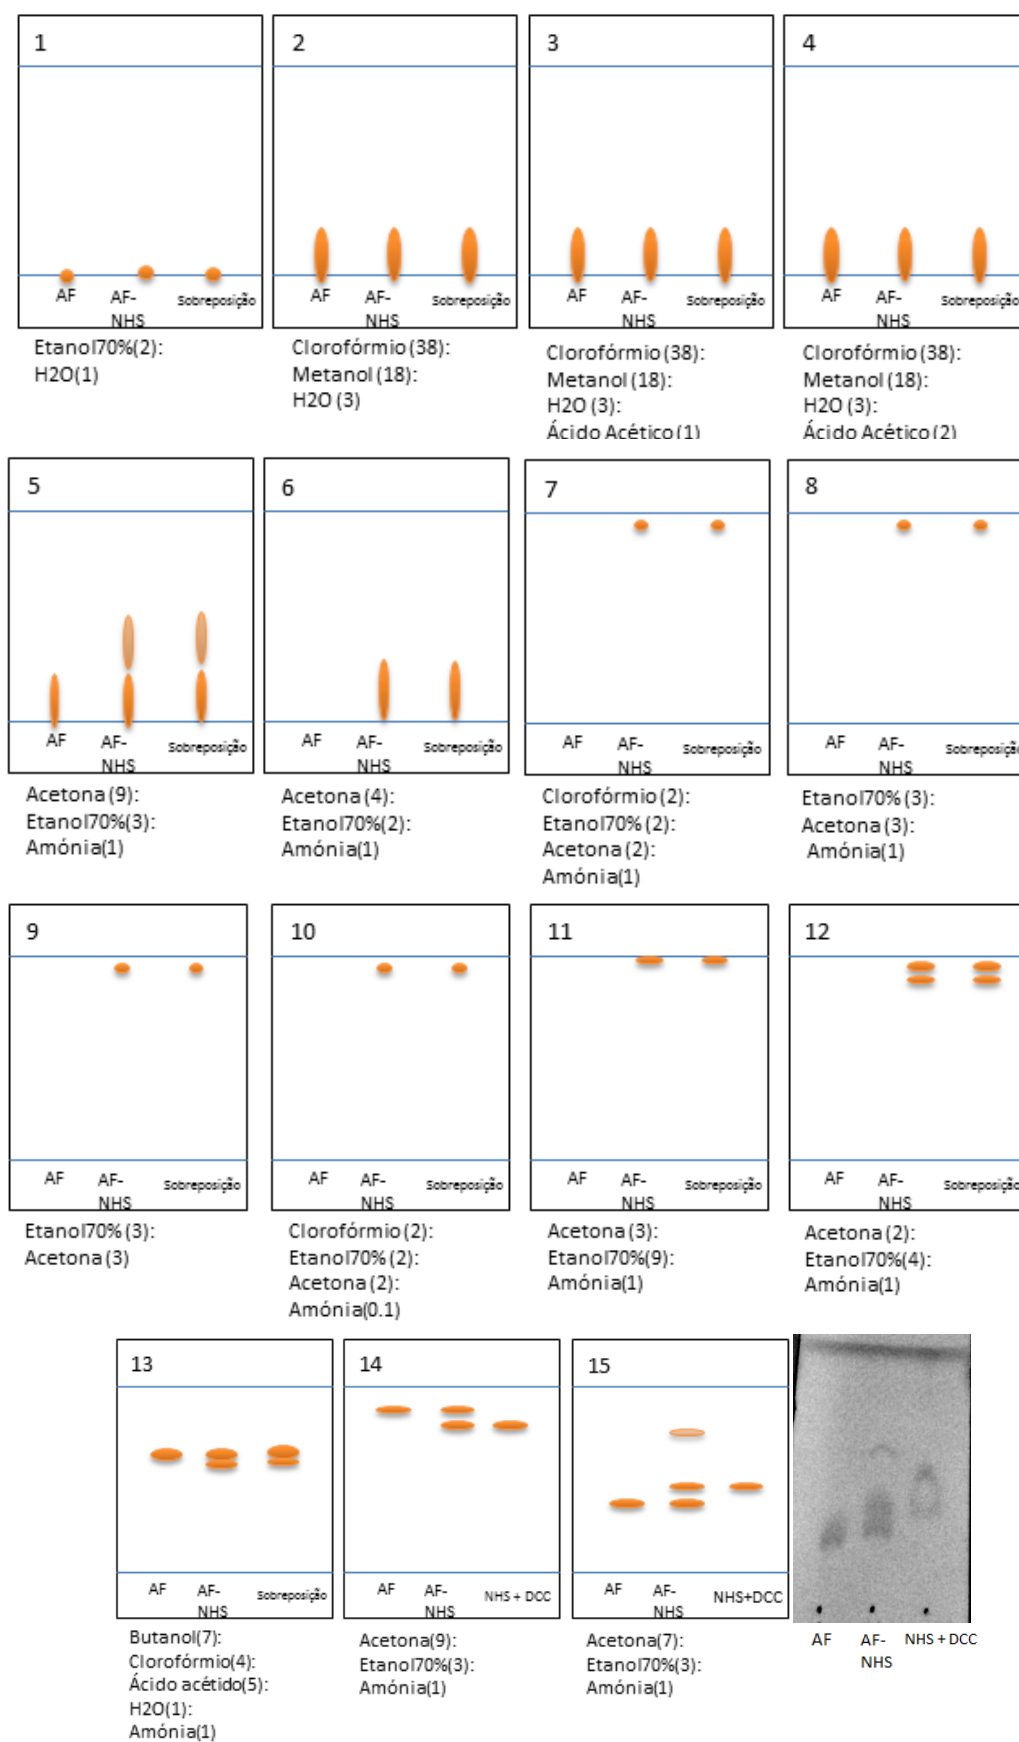 1
AF
AF-
NHS
Sobreposição
Etanol70%(2):
H2O(1)
2
AF
AF-
NHS
Sobreposição
Clorofórmio(38):
Metanol(18):
H2O (3)
3
AF
AF-
NHS
Sobreposição
Clorofórmio(38):
Metanol(18):
H2O (3):
Ácido Acético(1)
4
AF
AF-
NHS
Sobreposição
Clorofórmio(38):
Metanol(18):
H2O (3):
Ácido Acético(2)
5
AF
AF-
NHS
Sobreposição
Acetona(9):
Etanol70%(3):
Amónia(1)
6
AF
AF-
NHS
Sobreposição
Acetona(4):
Etanol70%(2):
Amónia(1)
7
AF
AF-
NHS
Sobreposição
Clorofórmio(2):
Etanol70% (2):
Acetona(2):
Amónia(1)
8
AF
AF-
NHS
Sobreposição
Etanol70% (3):
Acetona(3):
Amónia(1)
9
AF
AF-
NHS
Sobreposição
Etanol70% (3):
Acetona(3)
10
AF
AF-
NHS
Sobreposição
Clorofórmio(2):
Etanol70% (2):
Acetona(2):
Amónia(0.1)
11
AF
AF-
NHS
Sobreposição
Acetona(3):
Etanol70%(9):
Amónia(1)
12
AF
AF-
NHS
Sobreposição
Acetona(2):
Etanol70%(4):
Amónia(1)
13
AF
AF-
NHS
Sobreposição
Butanol(7):
Clorofórmio(4):
Ácido acétido(5):
H2O(1):
Amónia(1)
14
AF
AF-
NHS
NHS + DCC
Acetona(9):
Etanol70%(3):
Amónia(1)
15
AF
AF-
NHS
NHS+DCC
Acetona(7):
Etanol70%(3):
Amónia(1)
AF
AF-
NHS
NHS + DCC